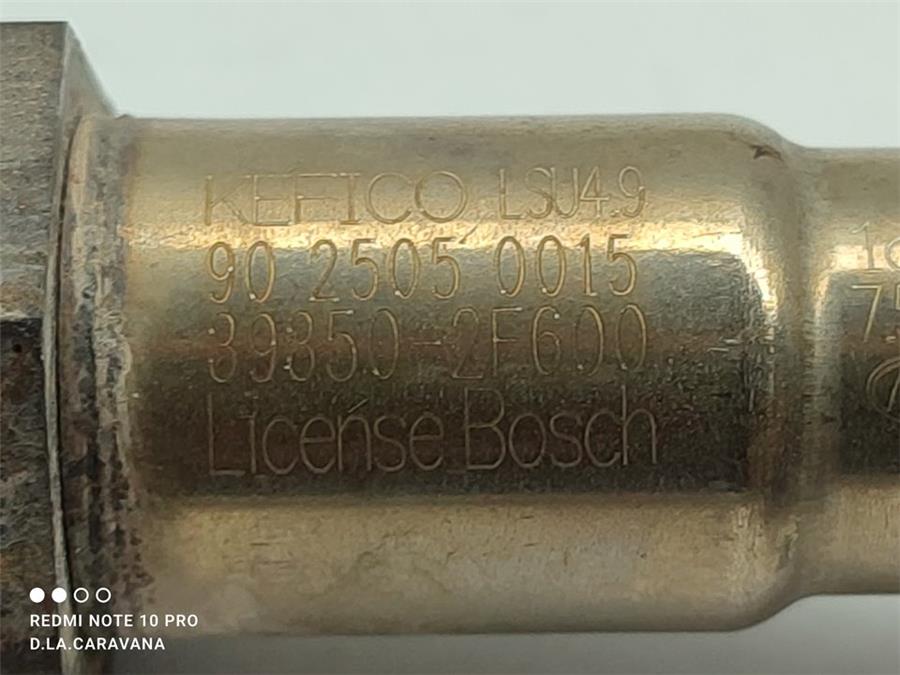 KEFICO LSU4.9
90 2505 0015
39350-2F600
License Bosch
REDMI NOTE 10 PRO
D.LA.CARAVANA